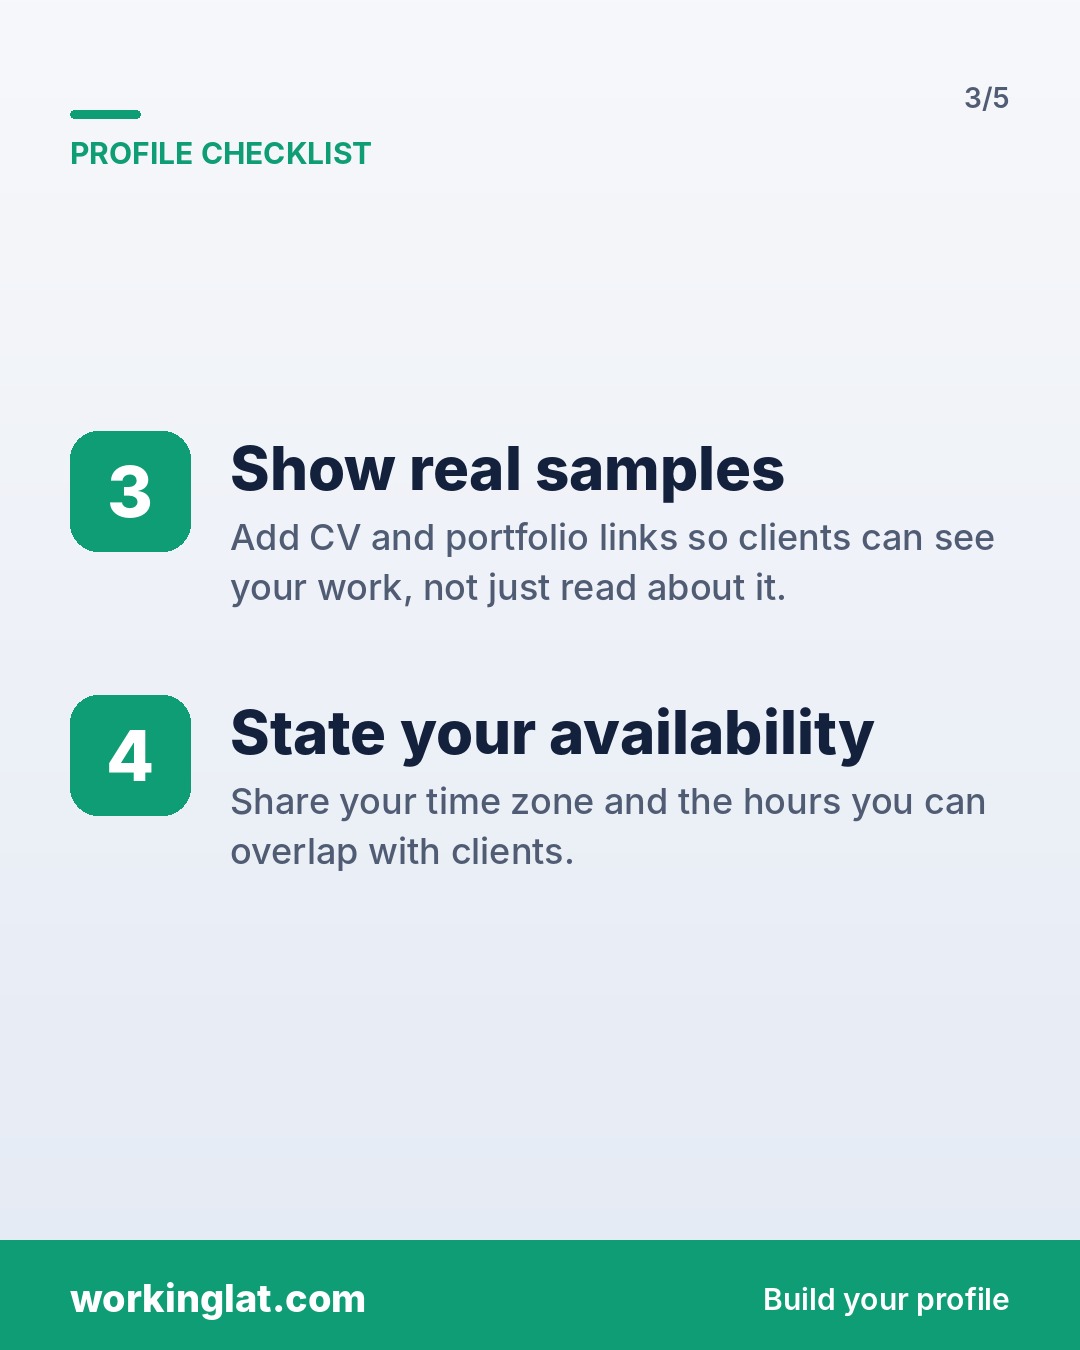 3/5
PROFILE CHECKLIST
3
Show real samples
Add CV and portfolio links so clients can see
your work, not just read about it.
4
State your availability
Share your time zone and the hours you can
overlap with clients.
workinglat.com
Build your profile